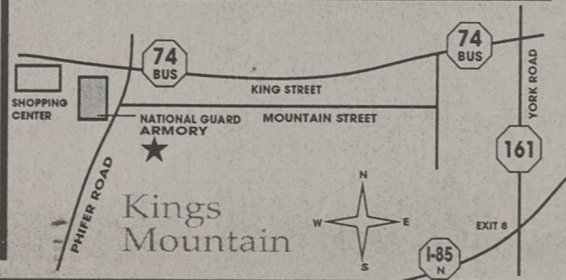 74
BUS
74
BUS
KING STREET
YORK ROAD
SHOPPING
CENTER
NATIONAL GUARD
ARMORY
MOUNTAIN STREET
161
PHIFER ROAD
Kings
Mountain
N
W
E
S
EXIT 8
I-85
N